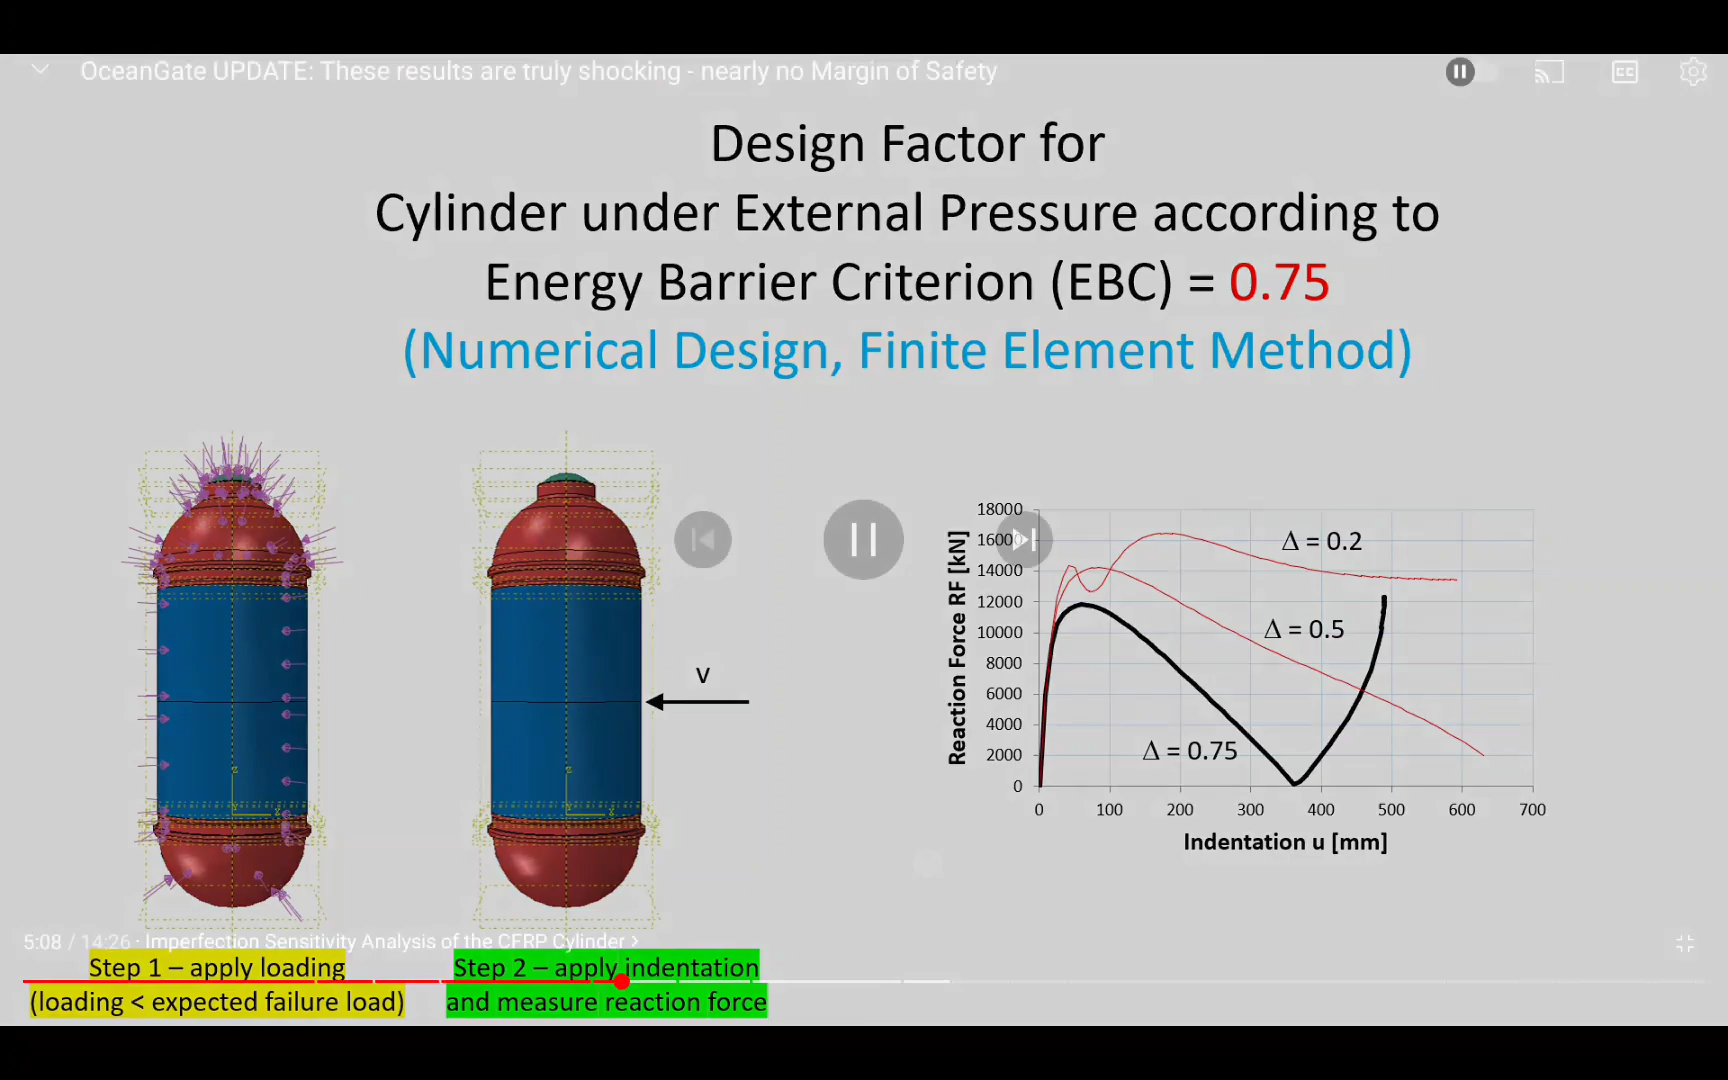 OceanGate UPDATE: These results are truly shocking - nearly no Margin of Safety
CC
Design Factor for
Cylinder under External Pressure according to
Energy Barrier Criterion (EBC) = 0.75
(Numerical Design, Finite Element Method)
v
Reaction Force RF [kN]
18000
16000
14000
12000
10000
8000
6000
4000
2000
0
Δ = 0.2
Δ = 0.5
Δ = 0.75
0 100 200 300 400 500 600 700
Indentation u [mm]
5:08 / 14:26 · Imperfection Sensitivity Analysis of the CFRP Cylinder >
Step 1 – apply loading
(loading < expected failure load)
Step 2 – apply indentation
and measure reaction force